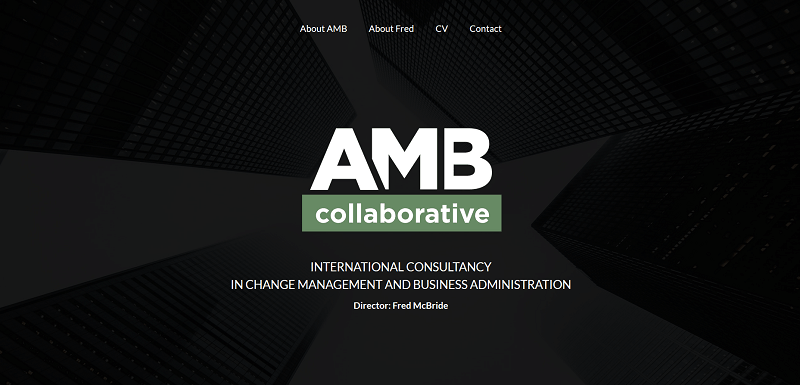 About AMB About Fred CV Contact
AMB
collaborative
INTERNATIONAL CONSULTANCY
IN CHANGE MANAGEMENT AND BUSINESS ADMINISTRATION
Director: Fred McBride